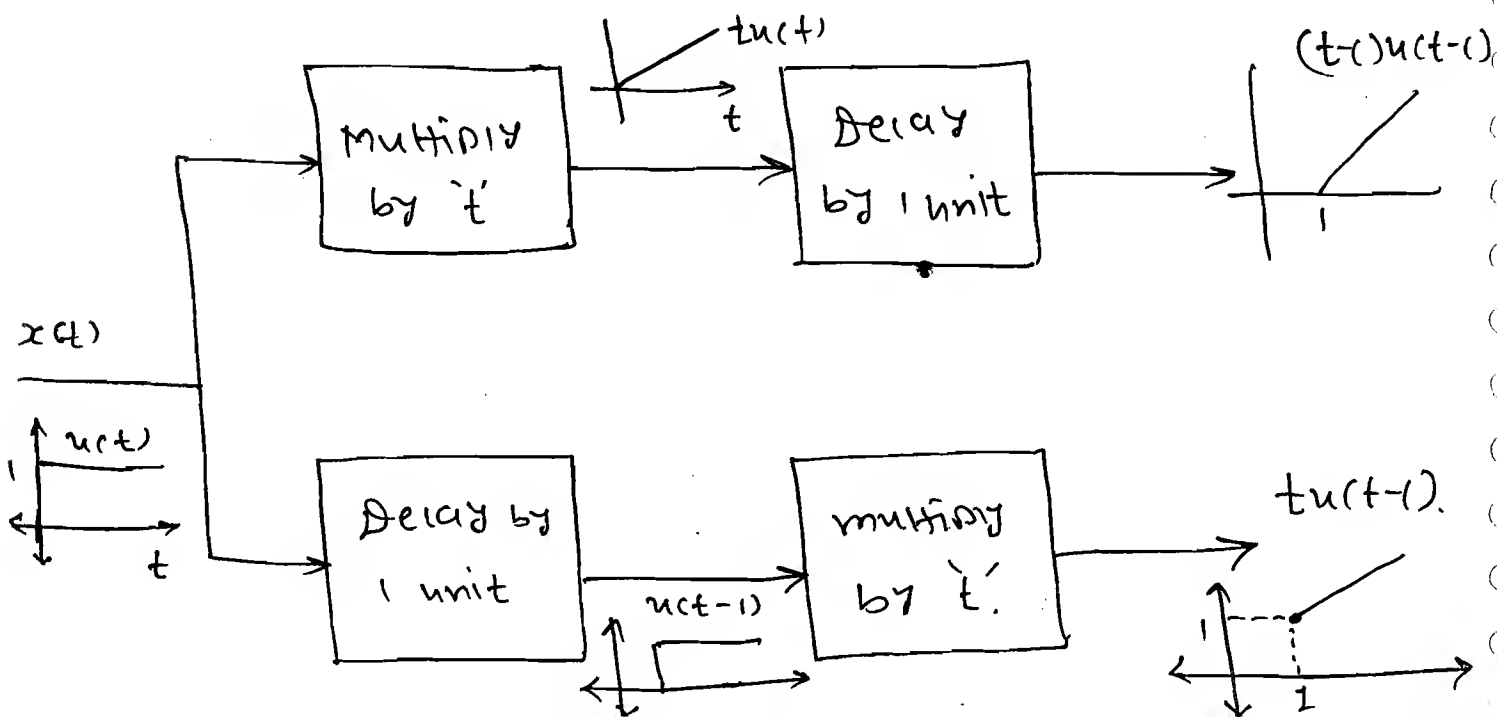 tu(t)
t
(t-1)u(t-1)
Multiply
by 't'
Delay
by 1 unit
1
x(t)
1
u(t)
t
Delay by
1 unit
u(t-1)
multiply
by 't'.
tu(t-1).
1
1